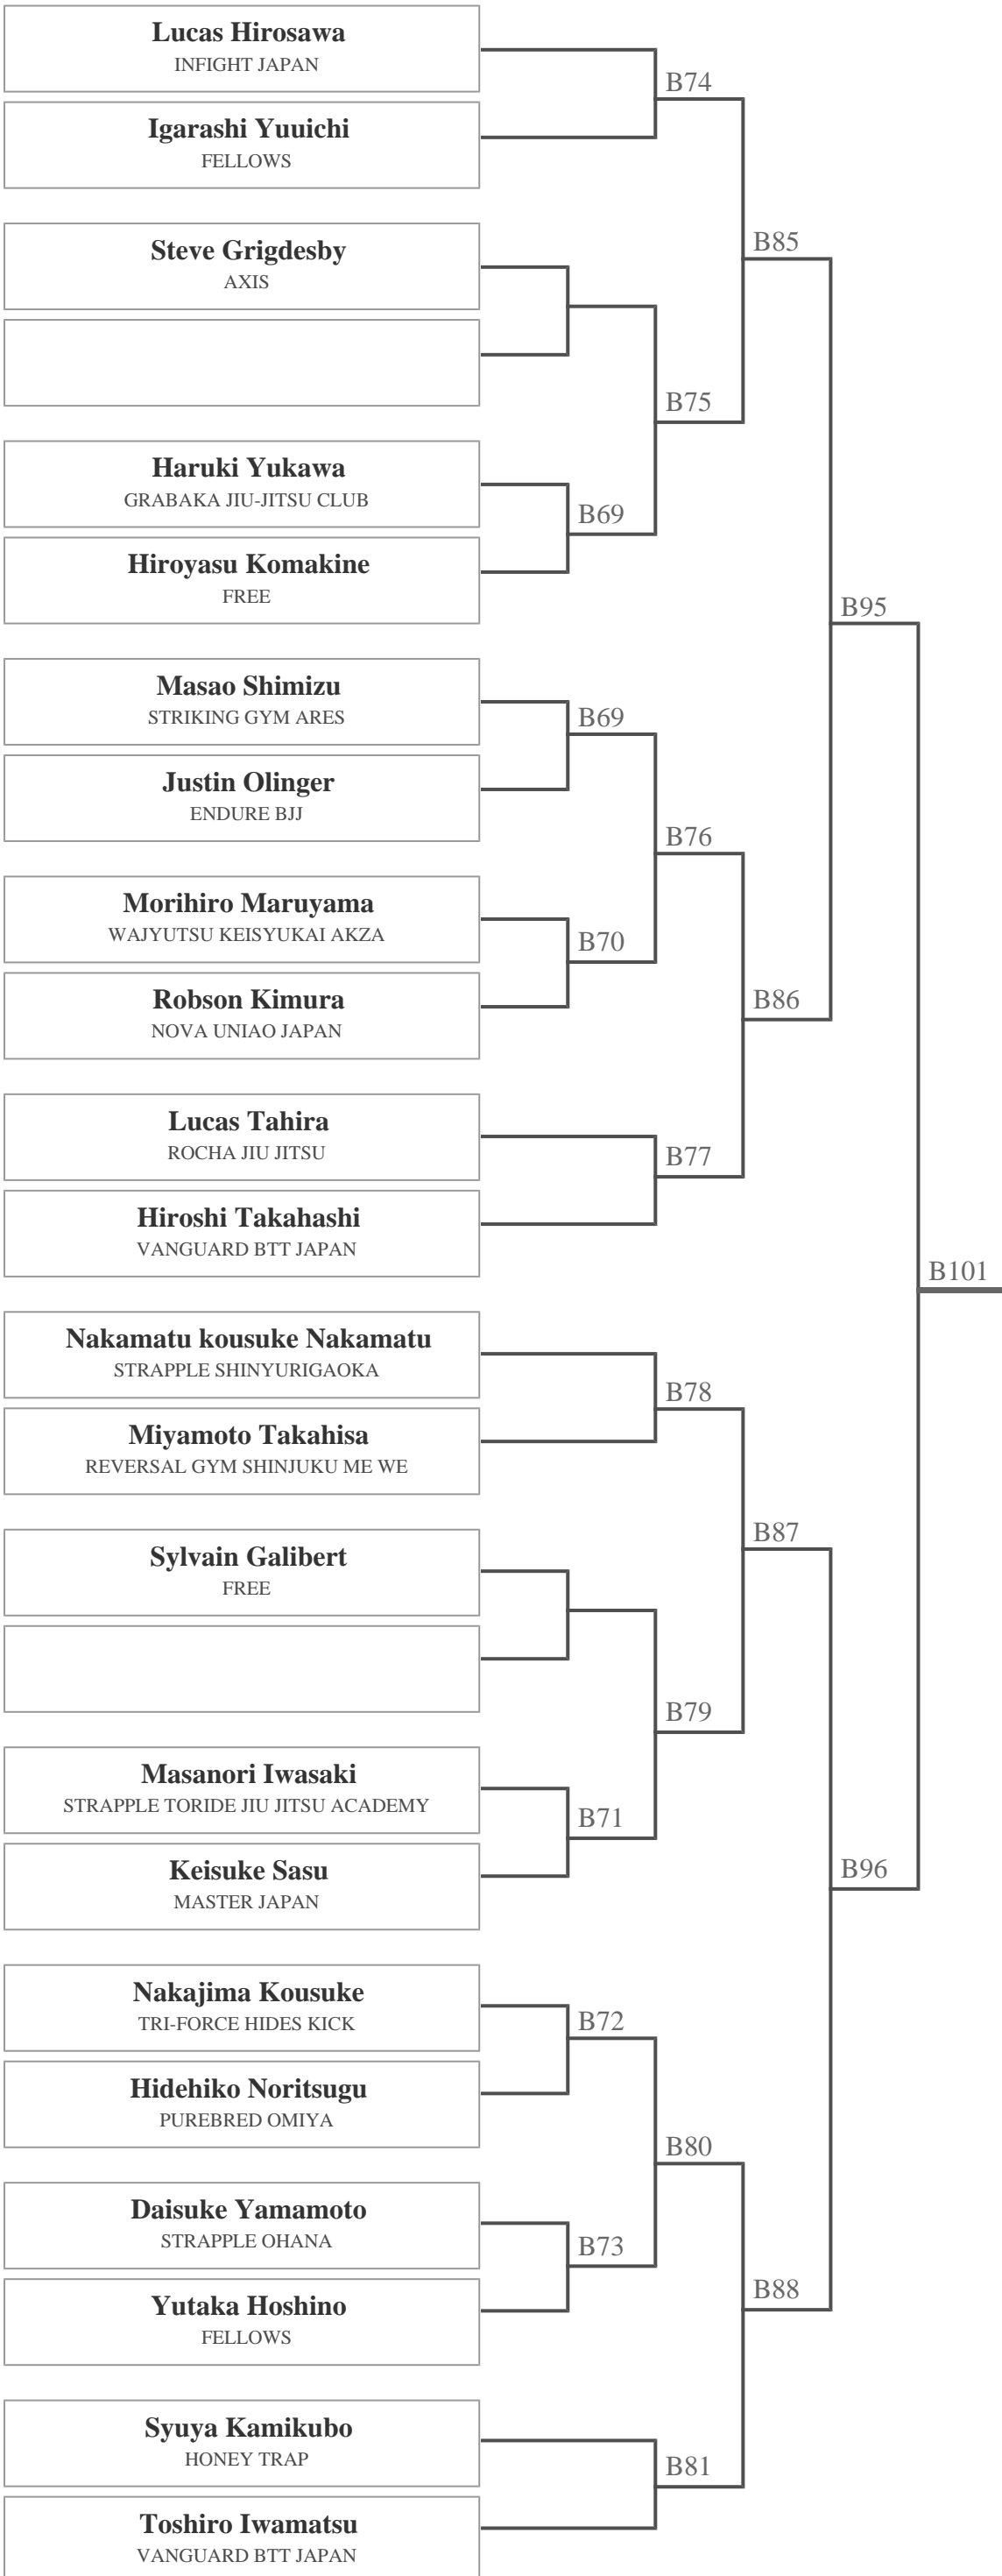 Lucas Hirosawa
INFIGHT JAPAN
B74
Igarashi Yuuichi
FELLOWS
Steve Grigdesby
AXIS
B85
B75
Haruki Yukawa
GRABAKA JIU-JITSU CLUB
B69
Hiroyasu Komakine
FREE
B95
Masao Shimizu
STRIKING GYM ARES
B69
Justin Olinger
ENDURE BJJ
B76
Morihiro Maruyama
WAJYUTSU KEISYUKAI AKZA
B70
Robson Kimura
NOVA UNIAO JAPAN
B86
Lucas Tahira
ROCHA JIU JITSU
B77
Hiroshi Takahashi
VANGUARD BTT JAPAN
B101
Nakamatu kousuke Nakamatu
STRAPPLE SHINYURIGAOKA
B78
Miyamoto Takahisa
REVERSAL GYM SHINJUKU ME WE
B87
Sylvain Galibert
FREE
B79
Masanori Iwasaki
STRAPPLE TORIDE JIU JITSU ACADEMY
B71
Keisuke Sasu
MASTER JAPAN
B96
Nakajima Kousuke
TRI-FORCE HIDES KICK
B72
Hidehiko Noritsugu
PUREBRED OMIYA
B80
Daisuke Yamamoto
STRAPPLE OHANA
B73
Yutaka Hoshino
FELLOWS
B88
Syuya Kamikubo
HONEY TRAP
B81
Toshiro Iwamatsu
VANGUARD BTT JAPAN